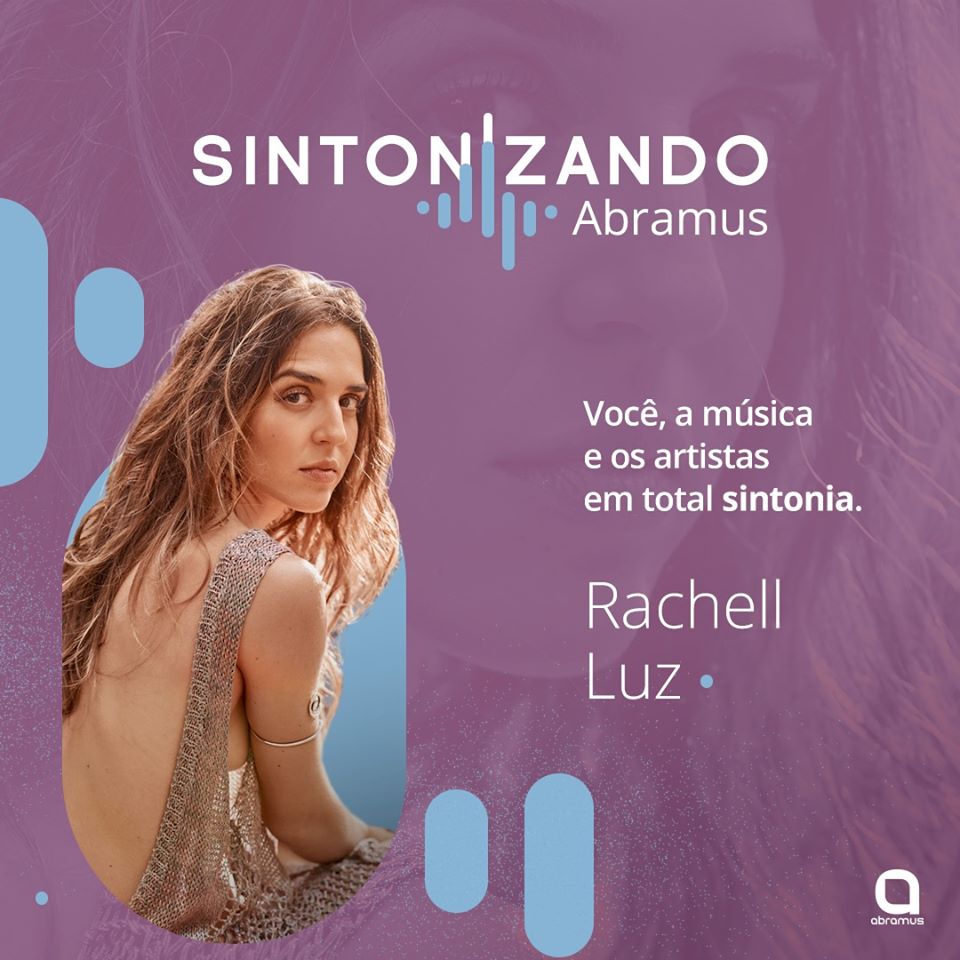 SINTONIZANDO
Abramus
Você, a música
e os artistas
em total sintonia.
Rachell
Luz
abramus